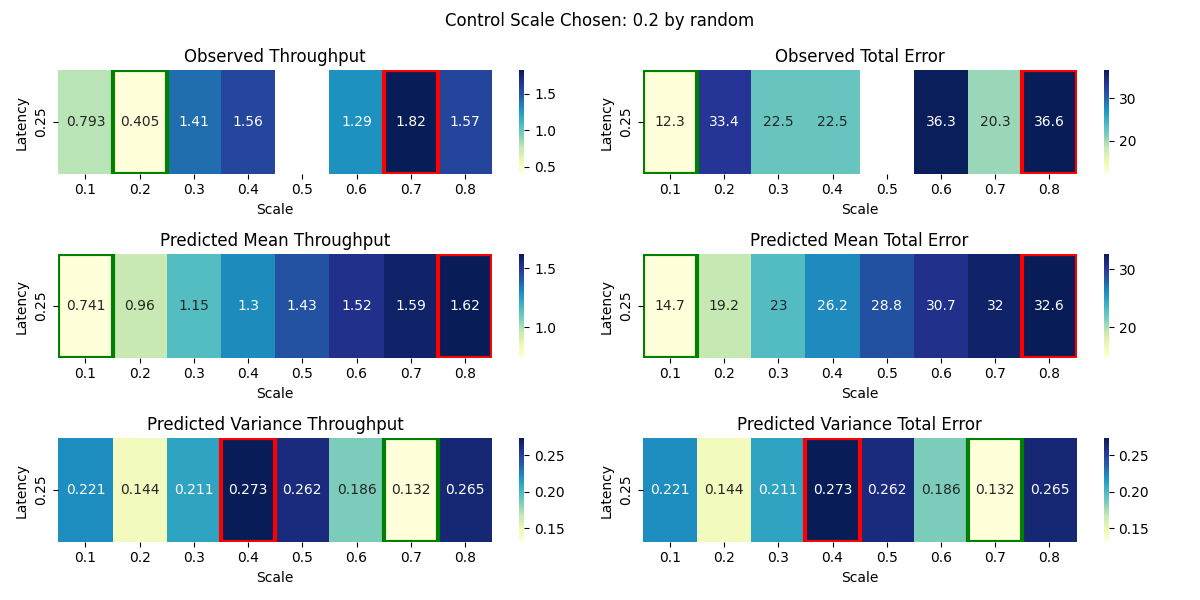 Control Scale Chosen: 0.2 by random
Observed Throughput
Latency
0.25
0.793 0.405 1.41 1.56 1.29 1.82 1.57
0.1 0.2 0.3 0.4 0.5 0.6 0.7 0.8
Scale
1.5
1.0
0.5
Observed Total Error
Latency
0.25
12.3 33.4 22.5 22.5 36.3 20.3 36.6
0.1 0.2 0.3 0.4 0.5 0.6 0.7 0.8
Scale
30
20
Predicted Mean Throughput
Latency
0.25
0.741 0.96 1.15 1.3 1.43 1.52 1.59 1.62
0.1 0.2 0.3 0.4 0.5 0.6 0.7 0.8
Scale
1.5
1.0
Predicted Mean Total Error
Latency
0.25
14.7 19.2 23 26.2 28.8 30.7 32 32.6
0.1 0.2 0.3 0.4 0.5 0.6 0.7 0.8
Scale
30
20
Predicted Variance Throughput
Latency
0.25
0.221 0.144 0.211 0.273 0.262 0.186 0.132 0.265
0.1 0.2 0.3 0.4 0.5 0.6 0.7 0.8
Scale
0.25
0.20
0.15
Predicted Variance Total Error
Latency
0.25
0.221 0.144 0.211 0.273 0.262 0.186 0.132 0.265
0.1 0.2 0.3 0.4 0.5 0.6 0.7 0.8
Scale
0.25
0.20
0.15